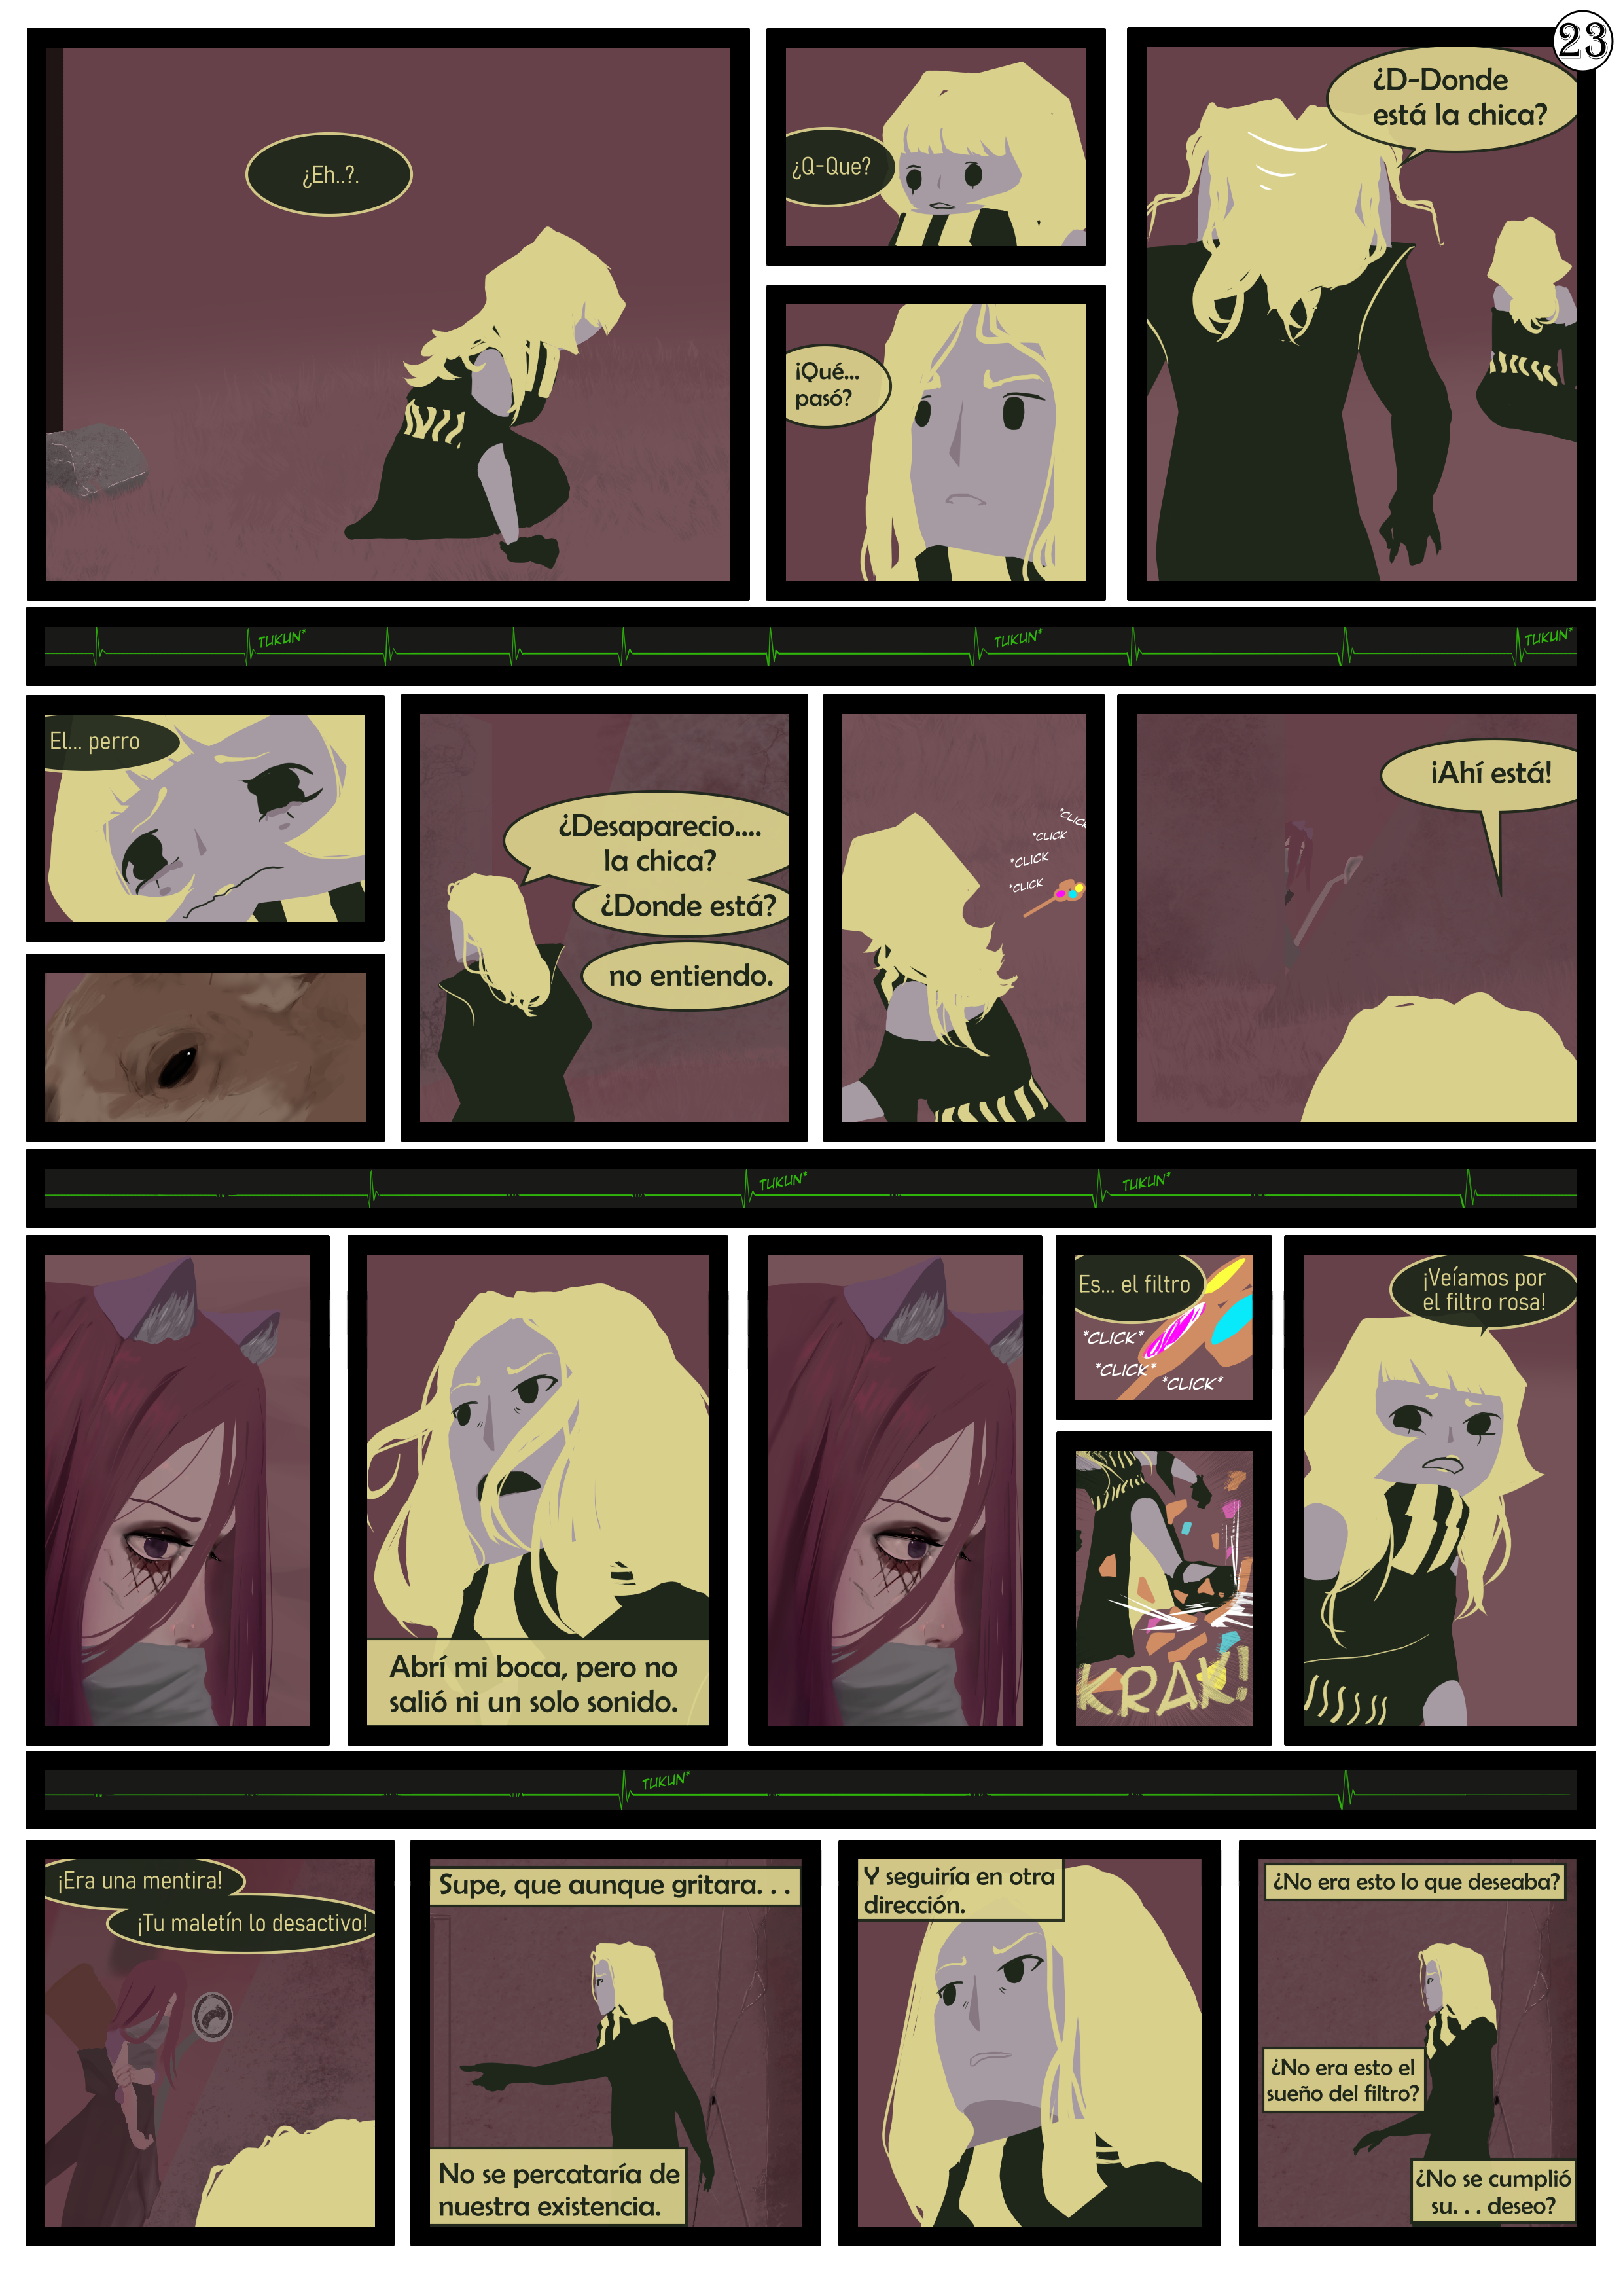 23
¿Eh..?.
¿Q-Que?
¡Qué...
pasó?
¿D-Donde
está la chica?
TUKUN*
TUKUN*
TUKUN*
El... perro
¿Desaparecio....
la chica?
¿Donde está?
no entiendo.
*CLICK
*CLICK
*CLICK
*CLICK
¡Ahí está!
TUKUN*
TUKUN*
Abrí mi boca, pero no
salió ni un solo sonido.
Es... el filtro
*CLICK*
*CLICK*
*CLICK*
KRAK!
¡Veíamos por
el filtro rosa!
TUKUN*
¡Era una mentira!
¡Tu maletín lo desactivo!
Supe, que aunque gritara. . .
No se percataría de
nuestra existencia.
Y seguiría en otra
dirección.
¿No era esto lo que deseaba?
¿No era esto el
sueño del filtro?
¿No se cumplió
su. . . deseo?